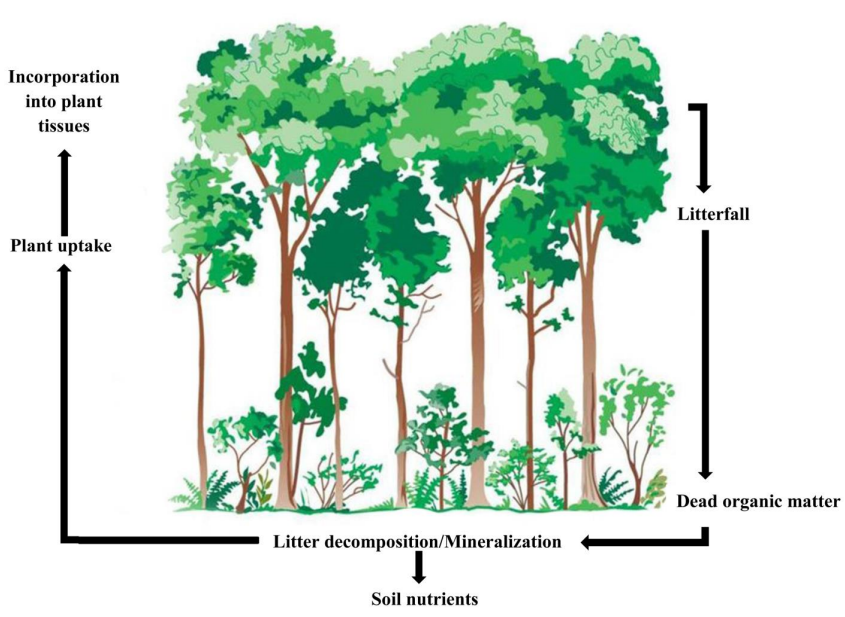 Incorporation
into plant
tissues
Plant uptake
Litterfall
Dead organic matter
Litter decomposition/Mineralization
Soil nutrients